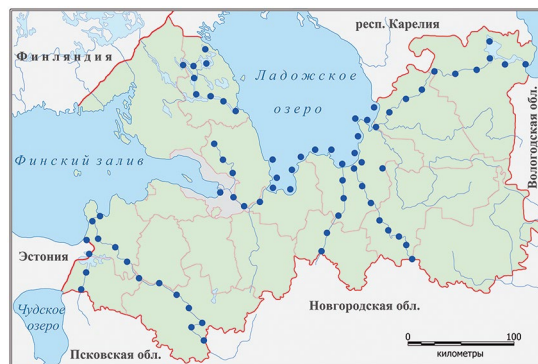 респ. Карелия
Финляндия
Ладожское
озеро
Вологодская обл.
Финский залив
Эстония
Чудское
озеро
Псковская обл.
Новгородская обл.
0 100
километры